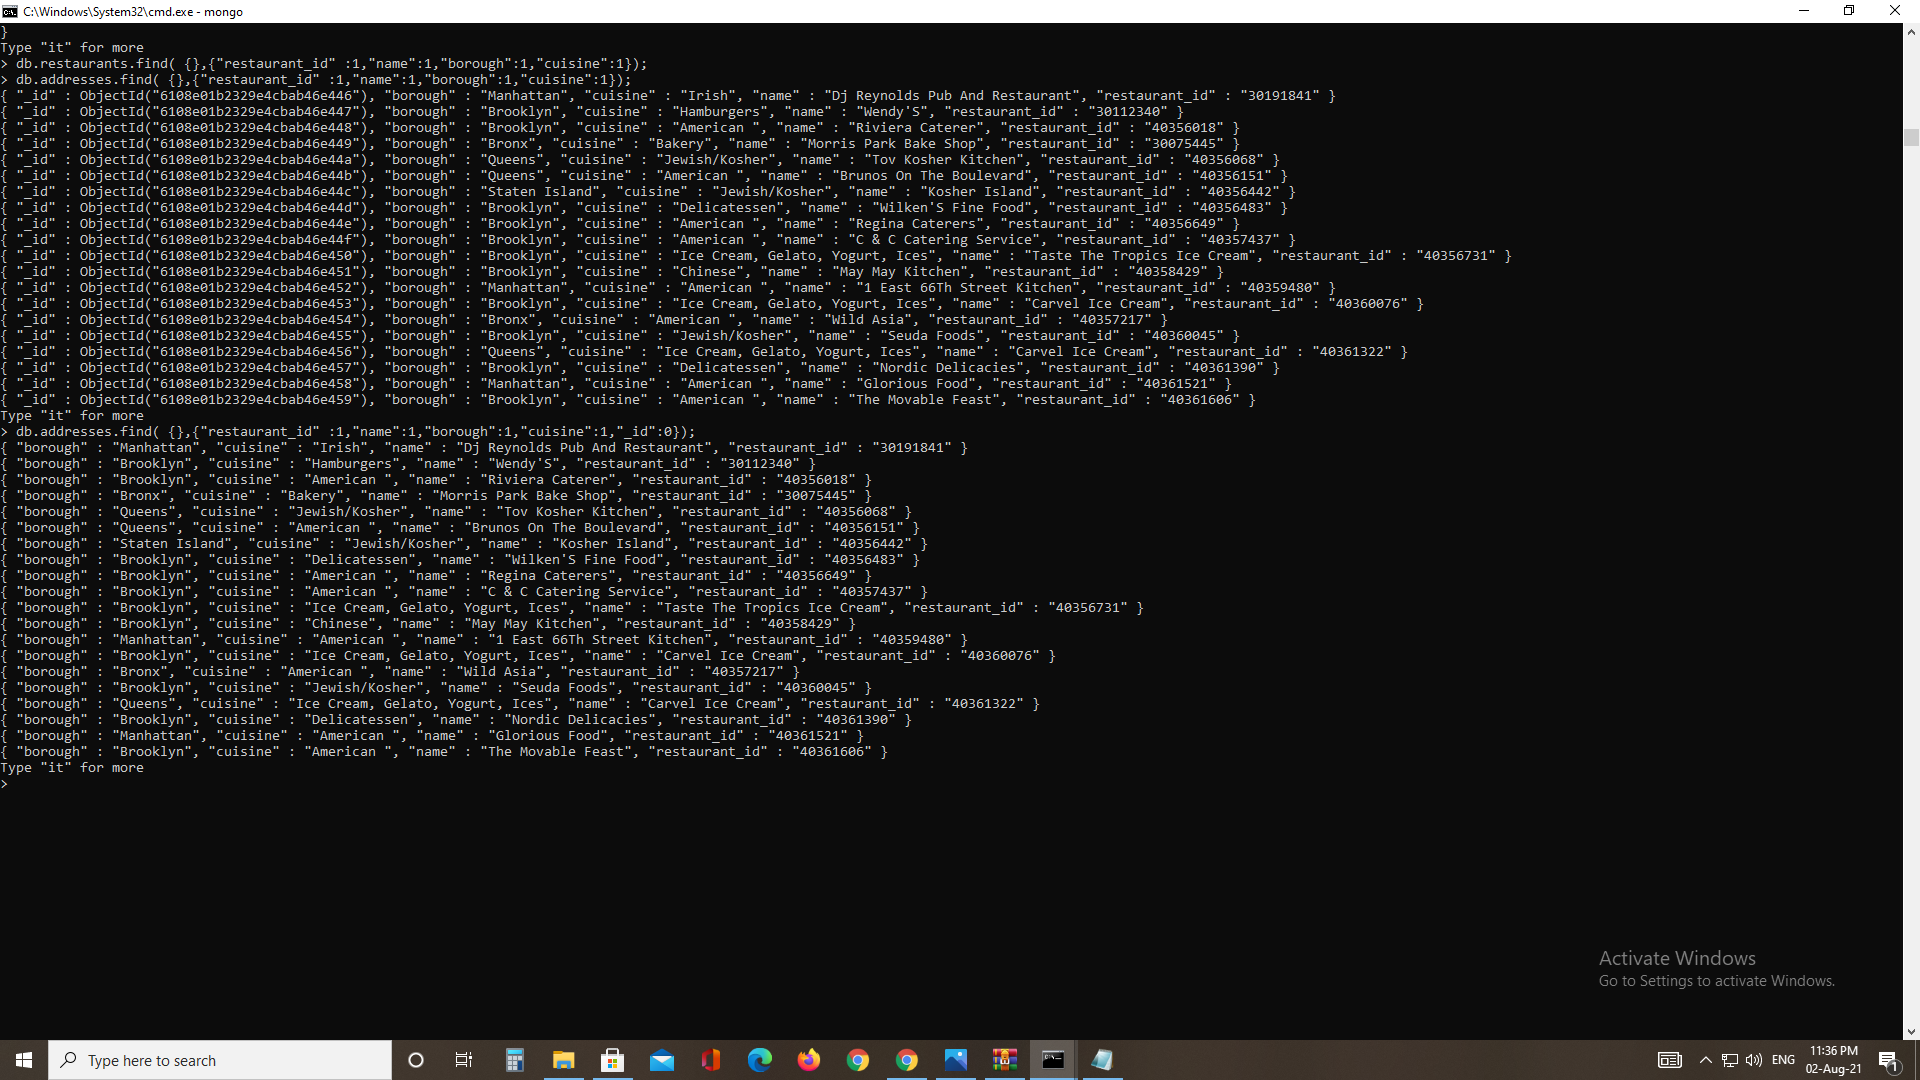 C:\Windows\System32\cmd.exe - mongo
}
Type "it" for more
> db.restaurants.find( {},{"restaurant_id" :1,"name":1,"borough":1,"cuisine":1});
> db.addresses.find( {},{"restaurant_id" :1,"name":1,"borough":1,"cuisine":1});
{ "_id" : ObjectId("6108e01b2329e4cbab46e446"), "borough" : "Manhattan", "cuisine" : "Irish", "name" : "Dj Reynolds Pub And Restaurant", "restaurant_id" : "30191841" }
{ "_id" : ObjectId("6108e01b2329e4cbab46e447"), "borough" : "Brooklyn", "cuisine" : "Hamburgers", "name" : "Wendy'S", "restaurant_id" : "30112340" }
{ "_id" : ObjectId("6108e01b2329e4cbab46e448"), "borough" : "Brooklyn", "cuisine" : "American ", "name" : "Riviera Caterer", "restaurant_id" : "40356018" }
{ "_id" : ObjectId("6108e01b2329e4cbab46e449"), "borough" : "Bronx", "cuisine" : "Bakery", "name" : "Morris Park Bake Shop", "restaurant_id" : "30075445" }
{ "_id" : ObjectId("6108e01b2329e4cbab46e44a"), "borough" : "Queens", "cuisine" : "Jewish/Kosher", "name" : "Tov Kosher Kitchen", "restaurant_id" : "40356068" }
{ "_id" : ObjectId("6108e01b2329e4cbab46e44b"), "borough" : "Queens", "cuisine" : "American ", "name" : "Brunos On The Boulevard", "restaurant_id" : "40356151" }
{ "_id" : ObjectId("6108e01b2329e4cbab46e44c"), "borough" : "Staten Island", "cuisine" : "Jewish/Kosher", "name" : "Kosher Island", "restaurant_id" : "40356442" }
{ "_id" : ObjectId("6108e01b2329e4cbab46e44d"), "borough" : "Brooklyn", "cuisine" : "Delicatessen", "name" : "Wilken'S Fine Food", "restaurant_id" : "40356483" }
{ "_id" : ObjectId("6108e01b2329e4cbab46e44e"), "borough" : "Brooklyn", "cuisine" : "American ", "name" : "Regina Caterers", "restaurant_id" : "40356649" }
{ "_id" : ObjectId("6108e01b2329e4cbab46e44f"), "borough" : "Brooklyn", "cuisine" : "American ", "name" : "C & C Catering Service", "restaurant_id" : "40357437" }
{ "_id" : ObjectId("6108e01b2329e4cbab46e450"), "borough" : "Brooklyn", "cuisine" : "Ice Cream, Gelato, Yogurt, Ices", "name" : "Taste The Tropics Ice Cream", "restaurant_id" : "40356731" }
{ "_id" : ObjectId("6108e01b2329e4cbab46e451"), "borough" : "Brooklyn", "cuisine" : "Chinese", "name" : "May May Kitchen", "restaurant_id" : "40358429" }
{ "_id" : ObjectId("6108e01b2329e4cbab46e452"), "borough" : "Manhattan", "cuisine" : "American ", "name" : "1 East 66Th Street Kitchen", "restaurant_id" : "40359480" }
{ "_id" : ObjectId("6108e01b2329e4cbab46e453"), "borough" : "Brooklyn", "cuisine" : "Ice Cream, Gelato, Yogurt, Ices", "name" : "Carvel Ice Cream", "restaurant_id" : "40360076" }
{ "_id" : ObjectId("6108e01b2329e4cbab46e454"), "borough" : "Bronx", "cuisine" : "American ", "name" : "Wild Asia", "restaurant_id" : "40357217" }
{ "_id" : ObjectId("6108e01b2329e4cbab46e455"), "borough" : "Brooklyn", "cuisine" : "Jewish/Kosher", "name" : "Seuda Foods", "restaurant_id" : "40360045" }
{ "_id" : ObjectId("6108e01b2329e4cbab46e456"), "borough" : "Queens", "cuisine" : "Ice Cream, Gelato, Yogurt, Ices", "name" : "Carvel Ice Cream", "restaurant_id" : "40361322" }
{ "_id" : ObjectId("6108e01b2329e4cbab46e457"), "borough" : "Brooklyn", "cuisine" : "Delicatessen", "name" : "Nordic Delicacies", "restaurant_id" : "40361390" }
{ "_id" : ObjectId("6108e01b2329e4cbab46e458"), "borough" : "Manhattan", "cuisine" : "American ", "name" : "Glorious Food", "restaurant_id" : "40361521" }
{ "_id" : ObjectId("6108e01b2329e4cbab46e459"), "borough" : "Brooklyn", "cuisine" : "American ", "name" : "The Movable Feast", "restaurant_id" : "40361606" }
Type "it" for more
> db.addresses.find( {},{"restaurant_id" :1,"name":1,"borough":1,"cuisine":1,"_id":0});
{ "borough" : "Manhattan", "cuisine" : "Irish", "name" : "Dj Reynolds Pub And Restaurant", "restaurant_id" : "30191841" }
{ "borough" : "Brooklyn", "cuisine" : "Hamburgers", "name" : "Wendy'S", "restaurant_id" : "30112340" }
{ "borough" : "Brooklyn", "cuisine" : "American ", "name" : "Riviera Caterer", "restaurant_id" : "40356018" }
{ "borough" : "Bronx", "cuisine" : "Bakery", "name" : "Morris Park Bake Shop", "restaurant_id" : "30075445" }
{ "borough" : "Queens", "cuisine" : "Jewish/Kosher", "name" : "Tov Kosher Kitchen", "restaurant_id" : "40356068" }
{ "borough" : "Queens", "cuisine" : "American ", "name" : "Brunos On The Boulevard", "restaurant_id" : "40356151" }
{ "borough" : "Staten Island", "cuisine" : "Jewish/Kosher", "name" : "Kosher Island", "restaurant_id" : "40356442" }
{ "borough" : "Brooklyn", "cuisine" : "Delicatessen", "name" : "Wilken'S Fine Food", "restaurant_id" : "40356483" }
{ "borough" : "Brooklyn", "cuisine" : "American ", "name" : "Regina Caterers", "restaurant_id" : "40356649" }
{ "borough" : "Brooklyn", "cuisine" : "American ", "name" : "C & C Catering Service", "restaurant_id" : "40357437" }
{ "borough" : "Brooklyn", "cuisine" : "Ice Cream, Gelato, Yogurt, Ices", "name" : "Taste The Tropics Ice Cream", "restaurant_id" : "40356731" }
{ "borough" : "Brooklyn", "cuisine" : "Chinese", "name" : "May May Kitchen", "restaurant_id" : "40358429" }
{ "borough" : "Manhattan", "cuisine" : "American ", "name" : "1 East 66Th Street Kitchen", "restaurant_id" : "40359480" }
{ "borough" : "Brooklyn", "cuisine" : "Ice Cream, Gelato, Yogurt, Ices", "name" : "Carvel Ice Cream", "restaurant_id" : "40360076" }
{ "borough" : "Bronx", "cuisine" : "American ", "name" : "Wild Asia", "restaurant_id" : "40357217" }
{ "borough" : "Brooklyn", "cuisine" : "Jewish/Kosher", "name" : "Seuda Foods", "restaurant_id" : "40360045" }
{ "borough" : "Queens", "cuisine" : "Ice Cream, Gelato, Yogurt, Ices", "name" : "Carvel Ice Cream", "restaurant_id" : "40361322" }
{ "borough" : "Brooklyn", "cuisine" : "Delicatessen", "name" : "Nordic Delicacies", "restaurant_id" : "40361390" }
{ "borough" : "Manhattan", "cuisine" : "American ", "name" : "Glorious Food", "restaurant_id" : "40361521" }
{ "borough" : "Brooklyn", "cuisine" : "American ", "name" : "The Movable Feast", "restaurant_id" : "40361606" }
Type "it" for more
>
Activate Windows
Go to Settings to activate Windows.
Type here to search
ENG
11:36 PM
02-Aug-21
1